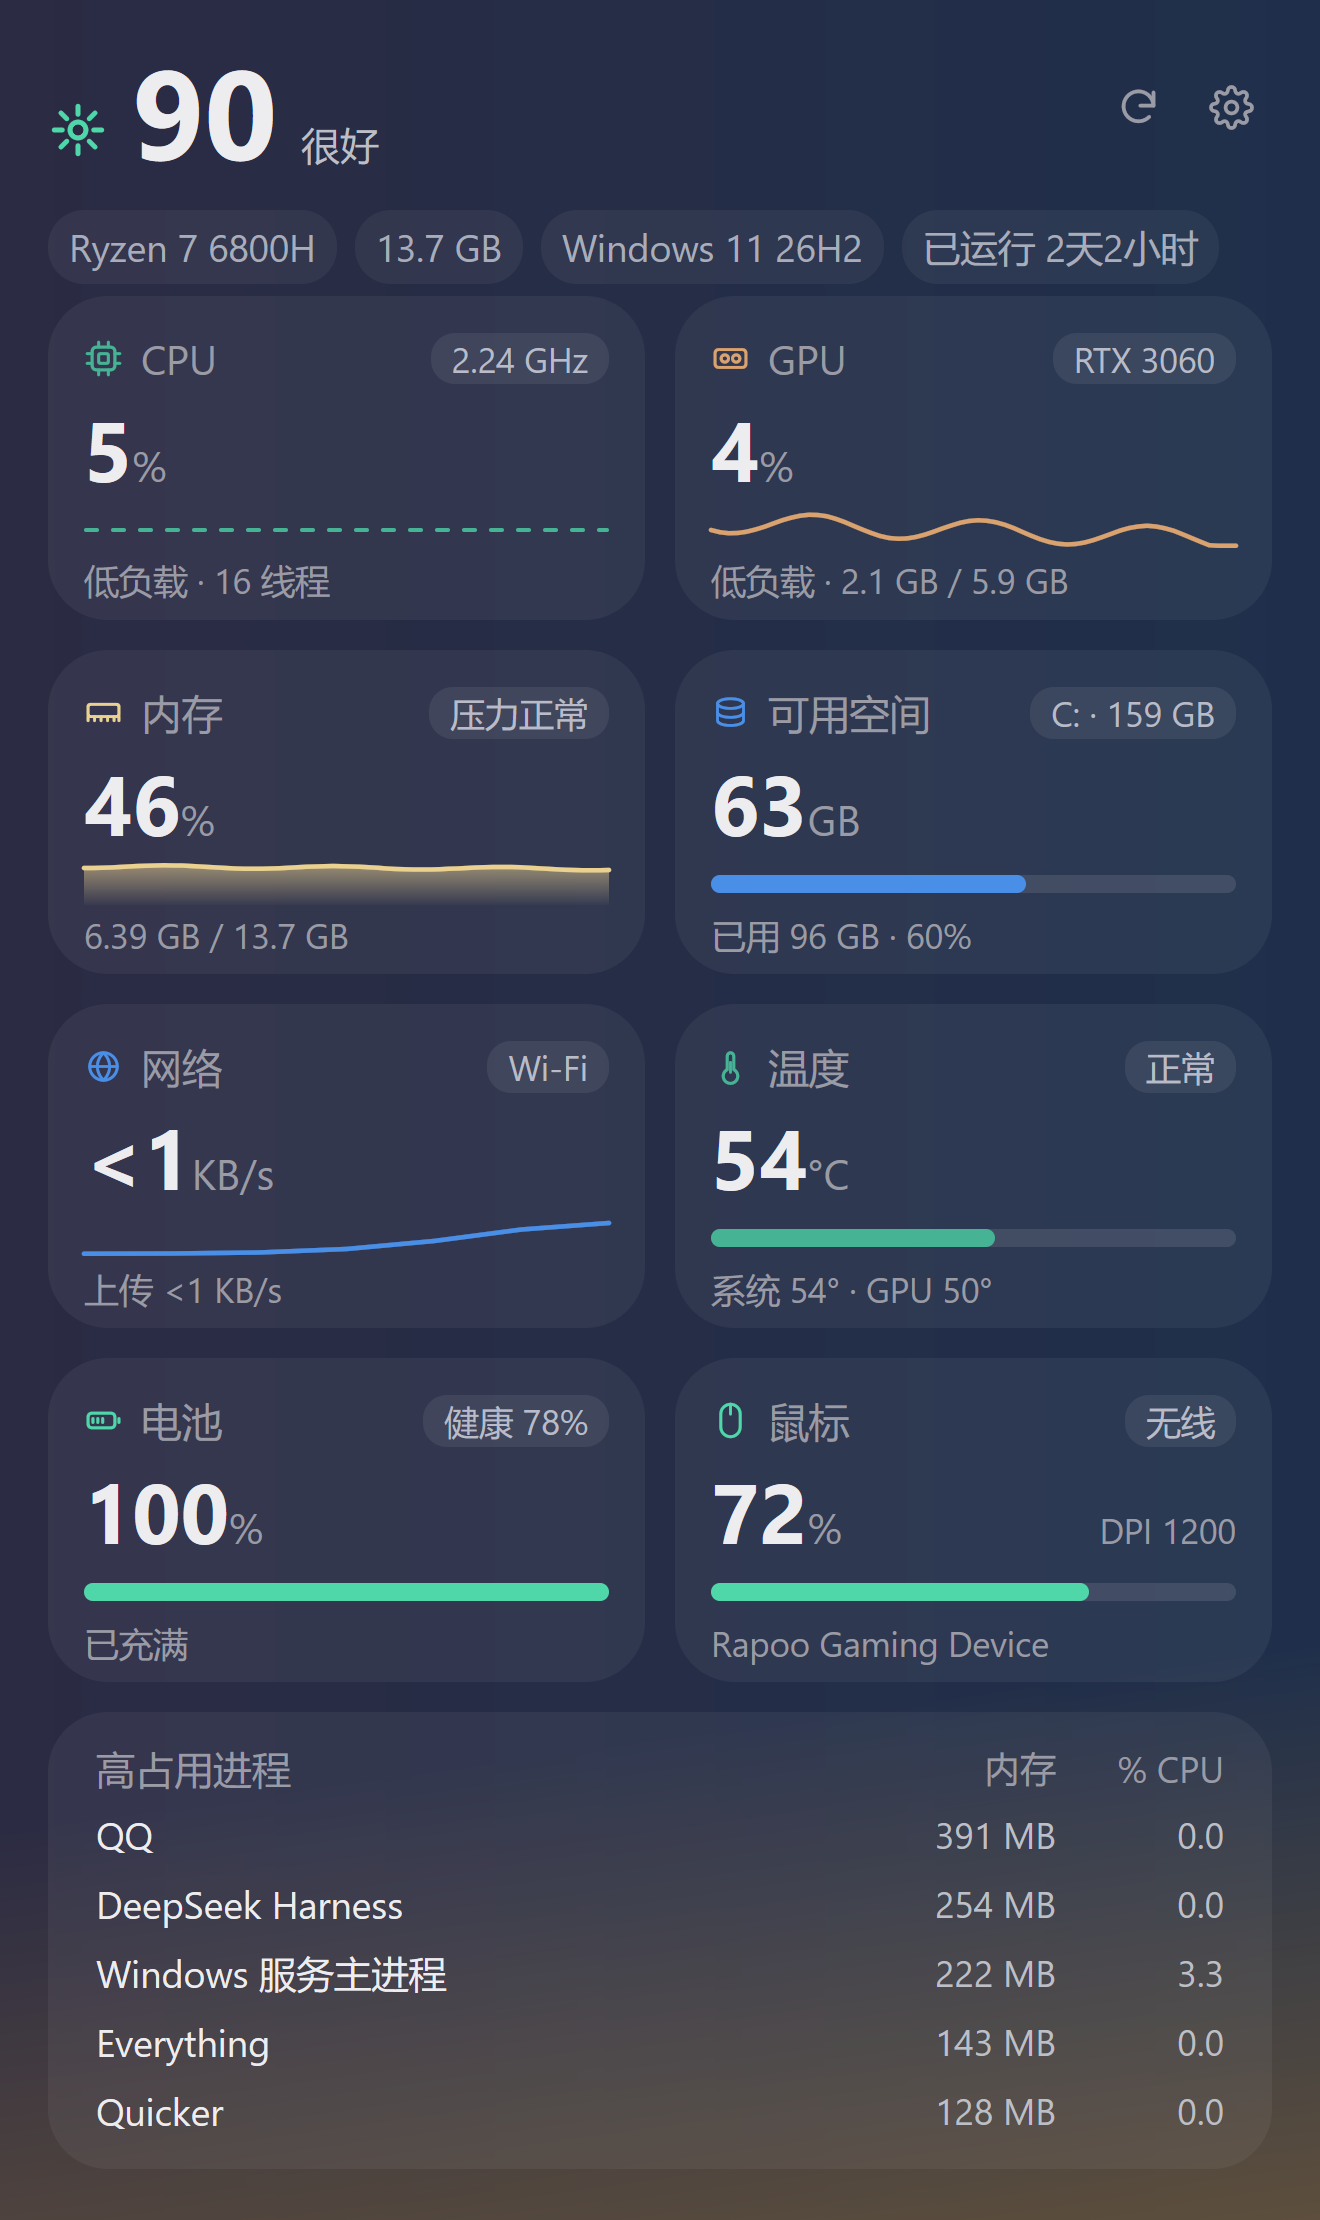 90 很好
Ryzen 7 6800H 13.7 GB Windows 11 26H2 已运行 2天2小时
CPU 2.24 GHz
5%
低负载 · 16 线程
GPU RTX 3060
4%
低负载 · 2.1 GB / 5.9 GB
内存 压力正常
46%
6.39 GB / 13.7 GB
可用空间 C: · 159 GB
63GB
已用 96 GB · 60%
网络 Wi-Fi
<1KB/s
上传 <1 KB/s
温度 正常
54°C
系统 54° · GPU 50°
电池 健康 78%
100%
已充满
鼠标 无线
72% DPI 1200
Rapoo Gaming Device
高占用进程 内存 % CPU
QQ 391 MB 0.0
DeepSeek Harness 254 MB 0.0
Windows 服务主进程 222 MB 3.3
Everything 143 MB 0.0
Quicker 128 MB 0.0